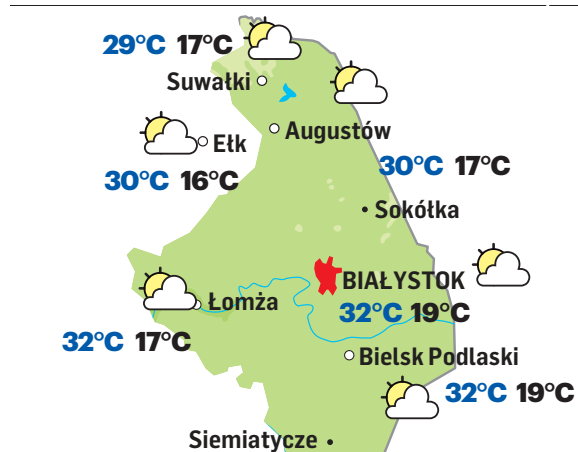 29°C 17°C
Suwałki
Augustów
Ełk
30°C 17°C
30°C 16°C
Sokółka
BIAŁYSTOK
Łomża
32°C 19°C
32°C 17°C
Bielsk Podlaski
32°C 19°C
Siemiatycze